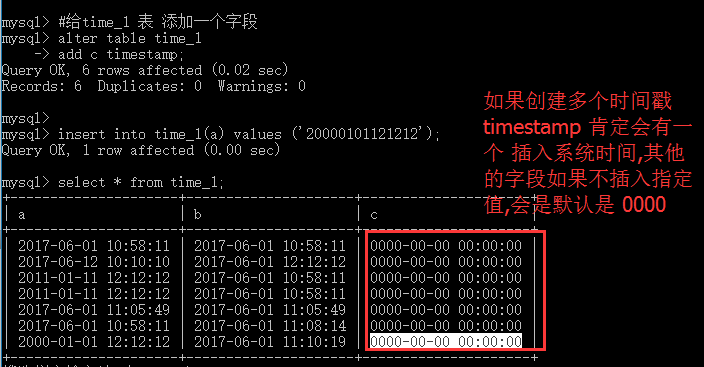 mysql> #给time_1 表 添加一个字段
mysql> alter table time_1
    -> add c timestamp;
Query OK, 6 rows affected (0.02 sec)
Records: 6  Duplicates: 0  Warnings: 0
mysql>
mysql> insert into time_1(a) values ('20000101121212');
Query OK, 1 row affected (0.00 sec)
mysql> select * from time_1;
+---------------------+---------------------+---------------------+
| a                   | b                   | c                   |
+---------------------+---------------------+---------------------+
| 2017-06-01 10:58:11 | 2017-06-01 10:58:11 | 0000-00-00 00:00:00 |
| 2017-06-12 10:10:10 | 2017-06-01 12:12:12 | 0000-00-00 00:00:00 |
| 2011-01-11 12:12:12 | 2017-06-01 10:58:11 | 0000-00-00 00:00:00 |
| 2011-01-11 12:12:12 | 2017-06-01 10:58:11 | 0000-00-00 00:00:00 |
| 2017-06-01 11:05:49 | 2017-06-01 11:05:49 | 0000-00-00 00:00:00 |
| 2017-06-01 10:58:11 | 2017-06-01 11:08:14 | 0000-00-00 00:00:00 |
| 2000-01-01 12:12:12 | 2017-06-01 11:10:19 | 0000-00-00 00:00:00 |
+---------------------+---------------------+---------------------+
如果创建多个时间戳
timestamp 肯定会有一
个 插入系统时间,其他
的字段如果不插入指定
值,会是默认是 0000